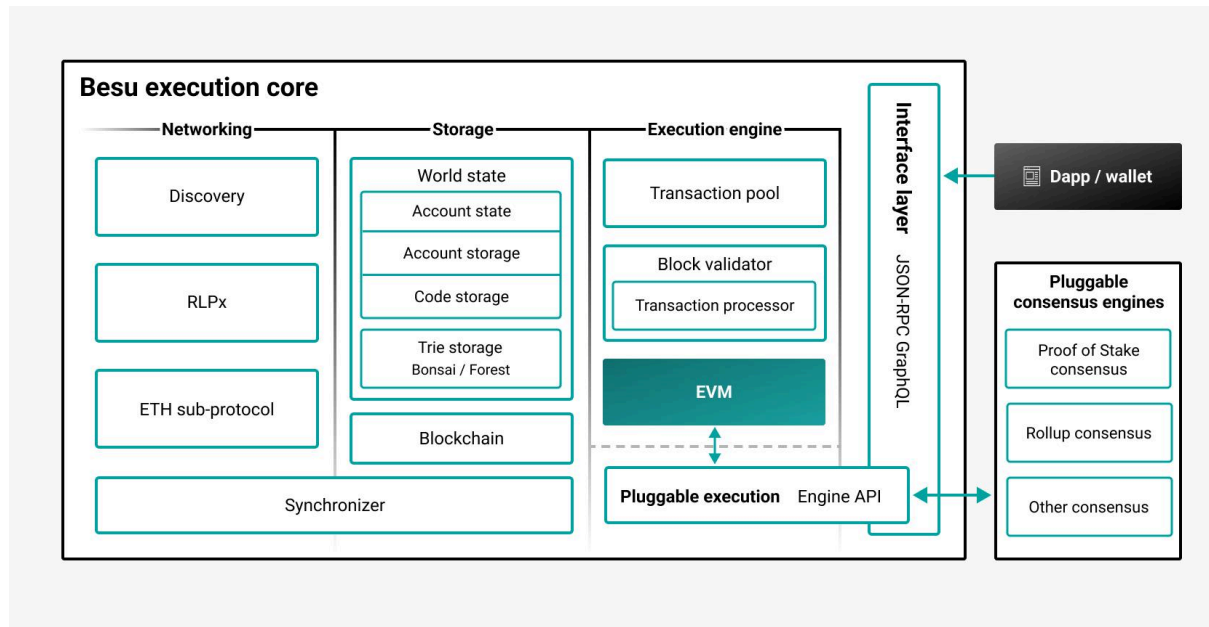 Besu execution core
Networking
Discovery
RLPx
ETH sub-protocol
Storage
World state
Account state
Account storage
Code storage
Trie storage
Bonsai / Forest
Blockchain
Synchronizer
Execution engine
Transaction pool
Block validator
Transaction processor
EVM
Pluggable execution Engine API
Interface layer JSON-RPC GraphQL
Dapp / wallet
Pluggable
consensus engines
Proof of Stake
consensus
Rollup consensus
Other consensus